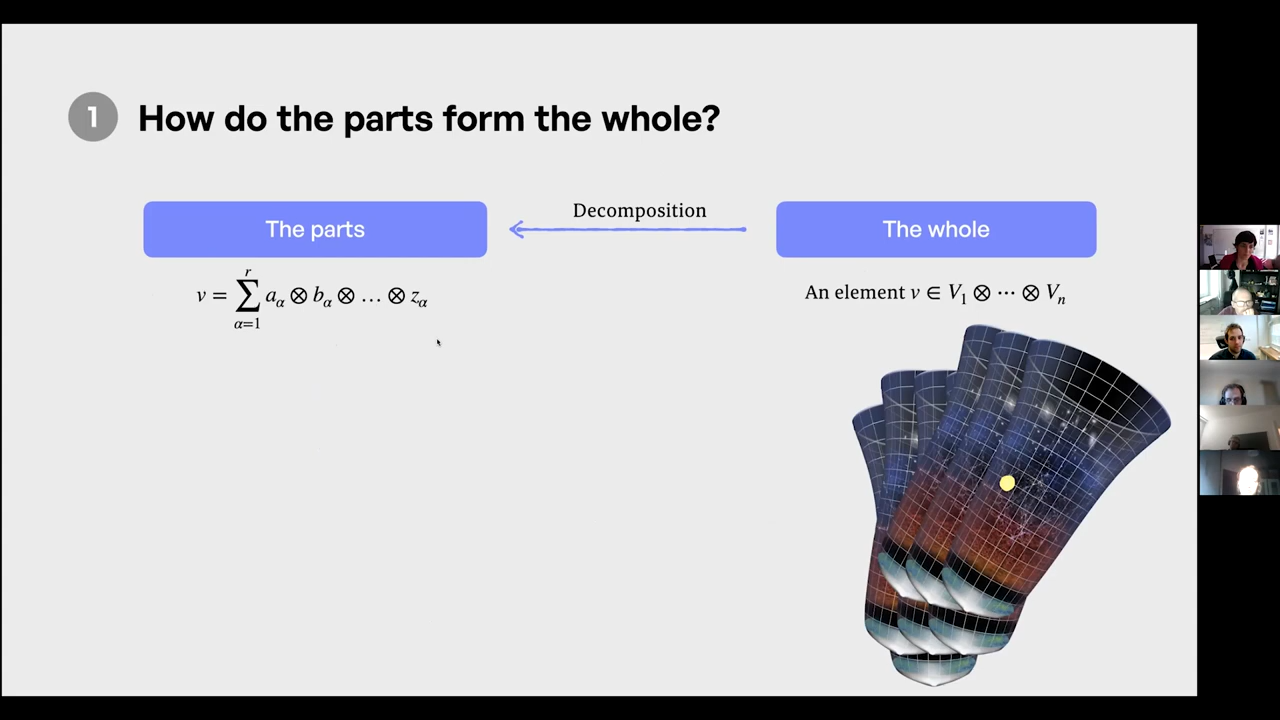 1 How do the parts form the whole?
The parts
Decomposition
The whole
v = \sum_{α=1}^{r} a_α ⊗ b_α ⊗ … ⊗ z_α
An element v ∈ V_1 ⊗ ⋯ ⊗ V_n